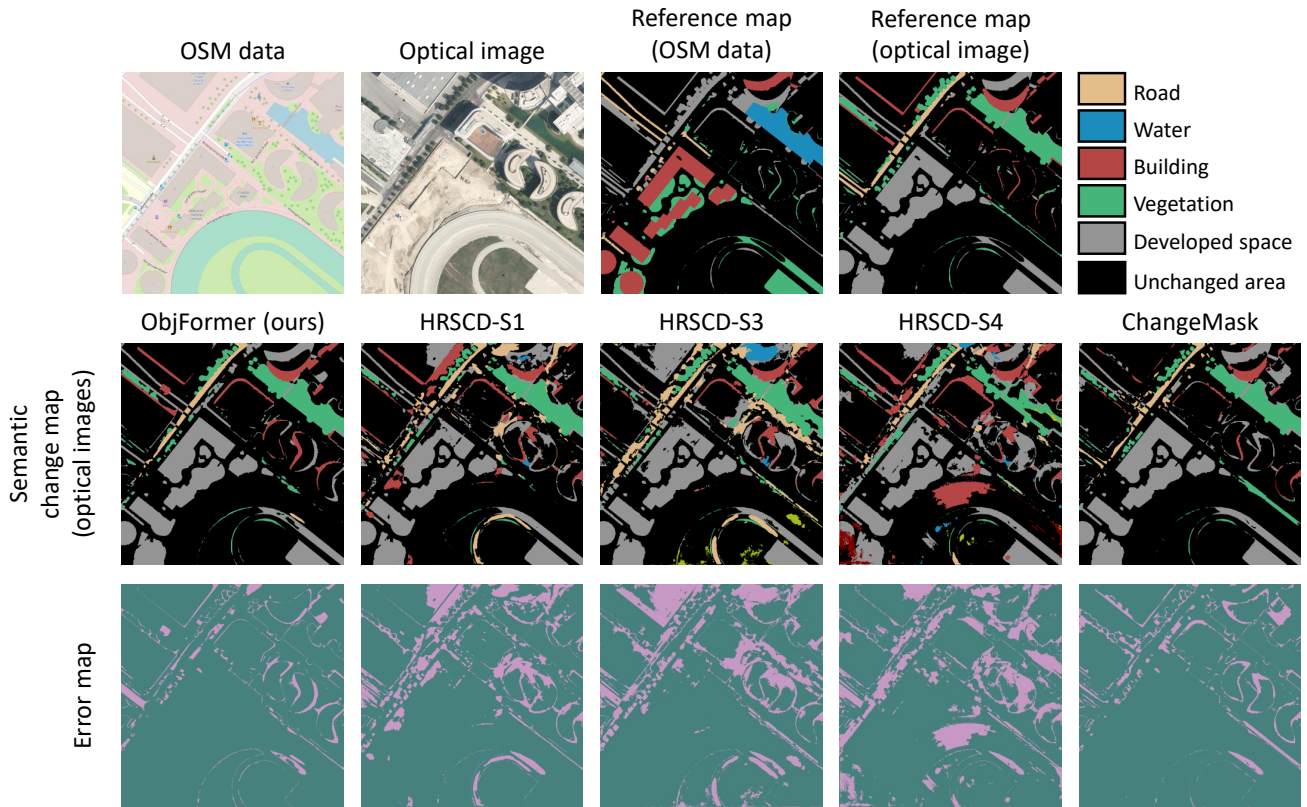 OSM data
Optical image
Reference map
(OSM data)
Reference map
(optical image)
Road
Water
Building
Vegetation
Developed space
Unchanged area
ObjFormer (ours)
HRSCD-S1
HRSCD-S3
HRSCD-S4
ChangeMask
Semantic
change map
(optical images)
Error map